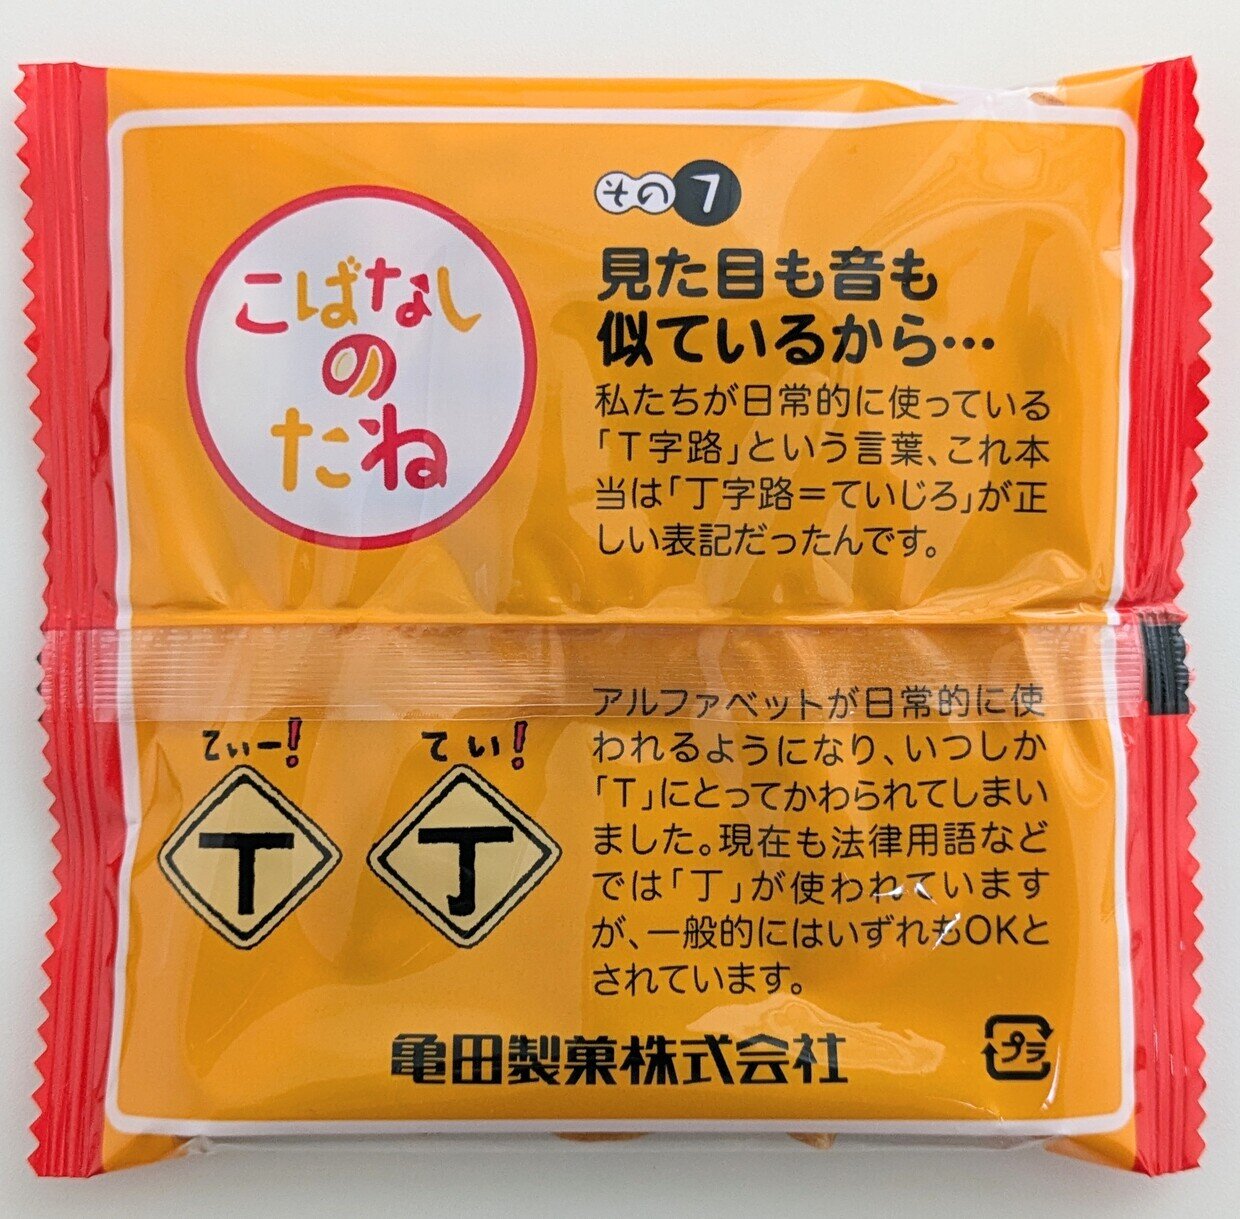 こばなし
の
たね
その7
見た目も音も
似ているから…
私たちが日常的に使っている
「T字路」という言葉、これ本
当は「丁字路＝ていじろ」が正
しい表記だったんです。
アルファベットが日常的に使
われるようになり、いつしか
「T」にとってかわられてしまい
ました。現在も法律用語など
では「丁」が使われています
が、一般的にはいずれもOKと
されています。
てぃー!
T
てい!
丁
亀田製菓株式会社
プラ